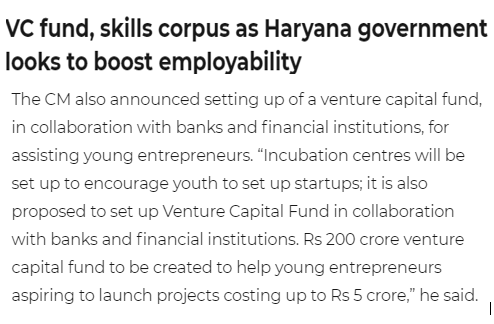 VC fund, skills corpus as Haryana government
looks to boost employability
The CM also announced setting up of a venture capital fund,
in collaboration with banks and financial institutions, for
assisting young entrepreneurs. “Incubation centres will be
set up to encourage youth to set up startups; it is also
proposed to set up Venture Capital Fund in collaboration
with banks and financial institutions. Rs 200 crore venture
capital fund to be created to help young entrepreneurs
aspiring to launch projects costing up to Rs 5 crore,” he said.